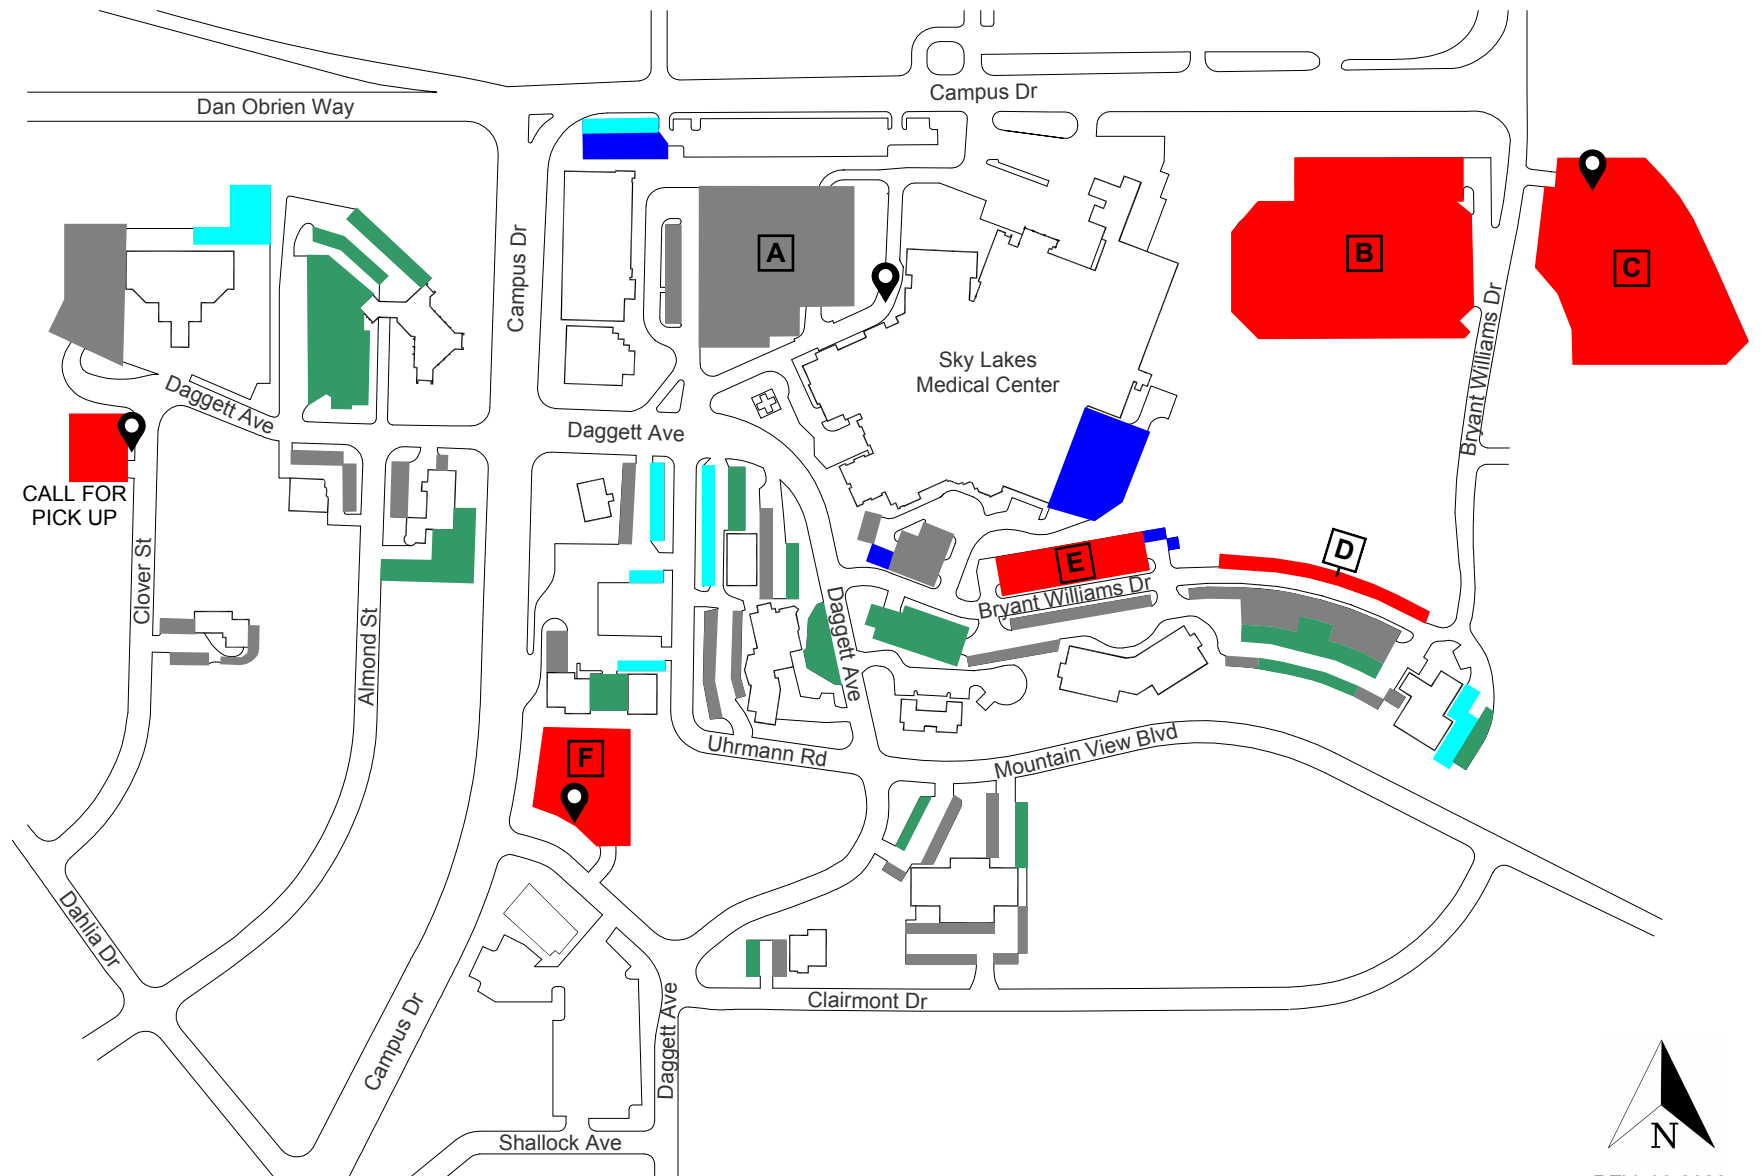 Campus Dr
Dan Obrien Way
A
B
C
Campus Dr
Bryant Williams Dr
Sky Lakes
Medical Center
Daggett Ave
Daggett Ave
CALL FOR
PICK UP
Clover St
D
E
Bryant Williams Dr
Almond St
Daggett Ave
Uhrmann Rd
Mountain View Blvd
F
Dahlia Dr
Clairmont Dr
Campus Dr
Daggett Ave
Shallock Ave
N